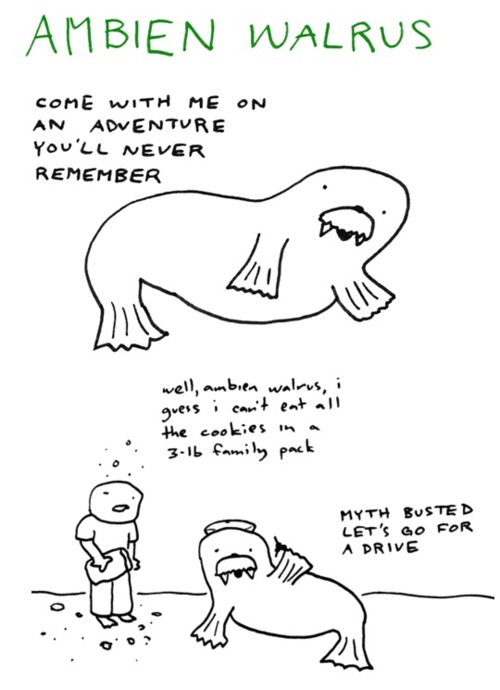 AMBIEN WALRUS
COME WITH ME ON
AN ADVENTURE
YOU'LL NEVER
REMEMBER
well, ambien walrus, i
guess i can't eat all
the cookies in a
3-lb family pack
MYTH BUSTED
LET'S GO FOR
A DRIVE